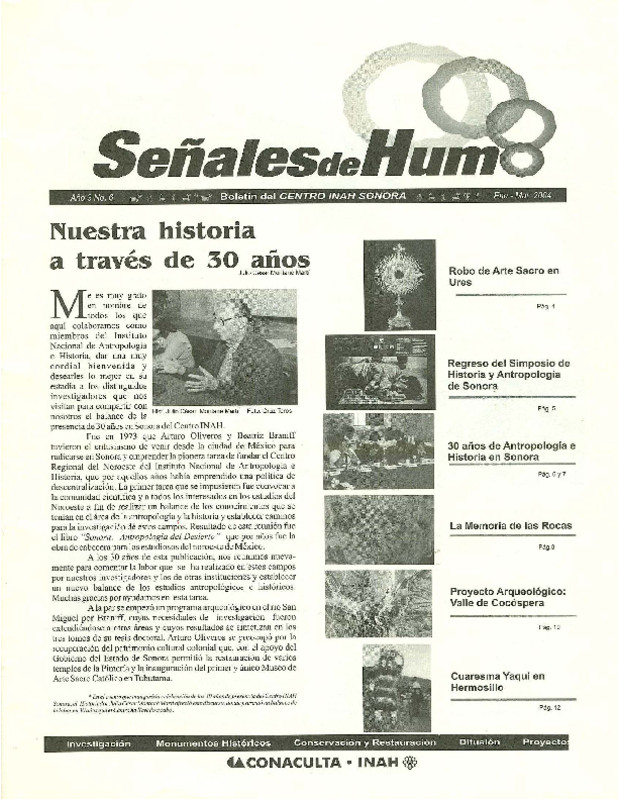 Señales de Humo
Año 3 No. 6 Boletín del CENTRO INAH SONORA Ene - Mar 2004
Nuestra historia
a través de 30 años
Julio César Montané Martí
Me es muy grato
en nombre de
todos los que
aquí colaboramos como
miembros del Instituto
Nacional de Antropología
e Historia, dar una muy
cordial bienvenida y
desearles lo mejor en su
estadía a los distinguidos
investigadores que nos
visitan para compartir con
nosotros el balance de la
presencia de 30 años en Sonora del Centro INAH.
Julio César Montané Martí Foto:
Fue en 1973 que Arturo Oliveros y Beatriz Braniff
tuvieron el entusiasmo de venir desde la ciudad de México para
radicarse en Sonora y emprender la pionera tarea de fundar el Centro
Regional del Noroeste del Instituto Nacional de Antropología e
Historia, que por aquellos años había emprendido una política de
descentralización. La primer tarea que se impusieron fue convocar a
la comunidad científica y a todos los interesados en los estudios del
Noroeste a fin de realizar un balance de los conocimientos que se
tenían en el área de la antropología y la historia y establecer caminos
para la investigación de estos campos. Resultado de esta reunión fue
el libro "Sonora: Antropología del Desierto" que por años fue la
obra de cabecera para los estudiosos del noroeste de México.
A los 30 años de esta publicación, nos reunimos nueva-
mente para comentar la labor que se ha realizado en estos campos
por nuestros investigadores y los de otras instituciones y establecer
un nuevo balance de los estudios antropológicos e históricos.
Muchas gracias por ayudarnos en esta tarea.
A la par se empezó un programa arqueológico en el río San
Miguel por Braniff, cuyas necesidades de investigación fueron
extendiéndose a otras áreas y cuyos resultados se sintetizan en los
tres tomos de su tesis doctoral. Arturo Oliveros se preocupó por la
recuperación del patrimonio cultural colonial que, con el apoyo del
Gobierno del Estado de Sonora permitió la restauración de varios
templos de la Pimería y la inauguración del primer y único Museo de
Arte Sacro Católico en Tubutama.
Robo de Arte Sacro en
Ures
Pág. 4
Regreso del Simposio de
Historia y Antropología
de Sonora
Pág. 5
30 años de Antropología e
Historia en Sonora
Pág. 6 y 7
La Memoria de las Rocas
Pág 8
Proyecto Arqueológico:
Valle de Cocóspera
Pág. 10
Cuaresma Yaqui en
Hermosillo
Pág. 12
Investigación Monumentos Históricos Conservación y Restauración Difusión Proyectos
CONACULTA • INAH